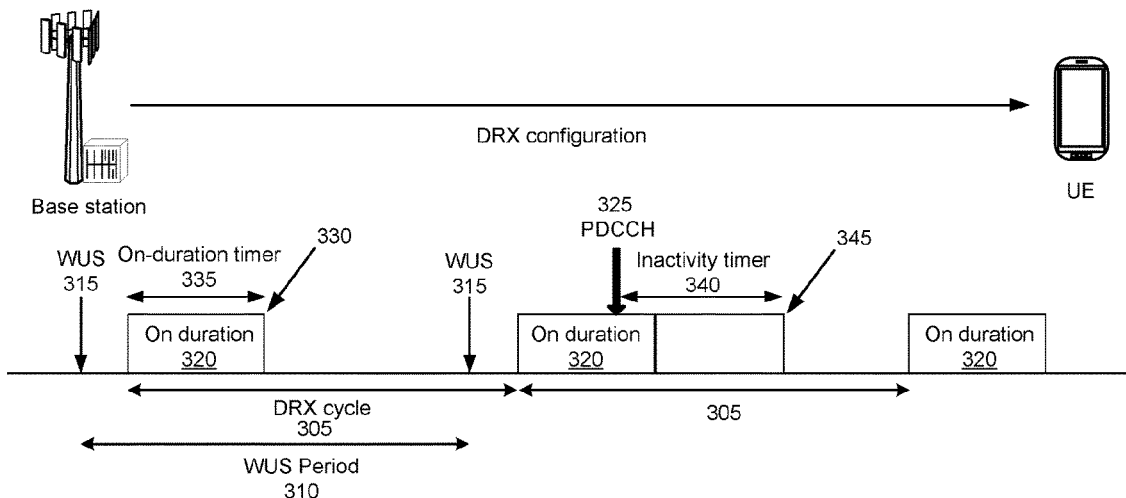 DRX configuration
Base station
UE
WUS
315
On-duration timer
335
330
WUS
315
325
PDCCH
Inactivity timer
340
345
On duration
320
On duration
320
On duration
320
DRX cycle
305
305
WUS Period
310